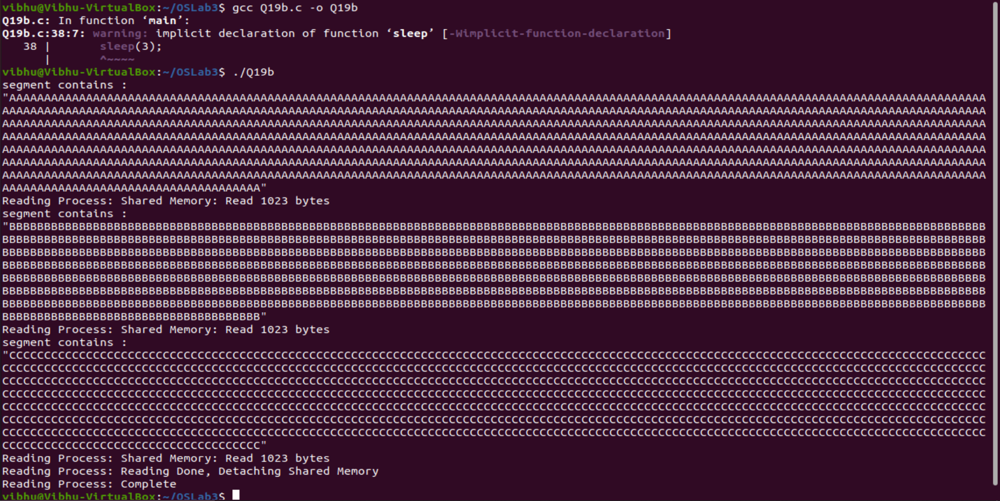 vibhu@Vibhu-VirtualBox:~/OSLab3$ gcc Q19b.c -o Q19b
Q19b.c: In function ‘main’:
Q19b.c:38:7: warning: implicit declaration of function ‘sleep’ [-Wimplicit-function-declaration]
   38 |       sleep(3);
      |       ^~~~~
vibhu@Vibhu-VirtualBox:~/OSLab3$ ./Q19b
segment contains :
"AAAAAAAAAAAAAAAAAAAAAAAAAAAAAAAAAAAAAAAAAAAAAAAAAAAAAAAAAAAAAAAAAAAAAAAAAAAAAAAAAAAAAAAAAAAAAAAAAAAAAAAAAAAAAAAAAAAAAAAAAAAAAAAAAAAAAAAAAAAA
AAAAAAAAAAAAAAAAAAAAAAAAAAAAAAAAAAAAAAAAAAAAAAAAAAAAAAAAAAAAAAAAAAAAAAAAAAAAAAAAAAAAAAAAAAAAAAAAAAAAAAAAAAAAAAAAAAAAAAAAAAAAAAAAAAAAAAAAAAAAA
AAAAAAAAAAAAAAAAAAAAAAAAAAAAAAAAAAAAAAAAAAAAAAAAAAAAAAAAAAAAAAAAAAAAAAAAAAAAAAAAAAAAAAAAAAAAAAAAAAAAAAAAAAAAAAAAAAAAAAAAAAAAAAAAAAAAAAAAAAAAA
AAAAAAAAAAAAAAAAAAAAAAAAAAAAAAAAAAAAAAAAAAAAAAAAAAAAAAAAAAAAAAAAAAAAAAAAAAAAAAAAAAAAAAAAAAAAAAAAAAAAAAAAAAAAAAAAAAAAAAAAAAAAAAAAAAAAAAAAAAAAA
AAAAAAAAAAAAAAAAAAAAAAAAAAAAAAAAAAAAAAAAAAAAAAAAAAAAAAAAAAAAAAAAAAAAAAAAAAAAAAAAAAAAAAAAAAAAAAAAAAAAAAAAAAAAAAAAAAAAAAAAAAAAAAAAAAAAAAAAAAAAA
AAAAAAAAAAAAAAAAAAAAAAAAAAAAAAAAAAAAAAAAAAAAAAAAAAAAAAAAAAAAAAAAAAAAAAAAAAAAAAAAAAAAAAAAAAAAAAAAAAAAAAAAAAAAAAAAAAAAAAAAAAAAAAAAAAAAAAAAAAAAA
AAAAAAAAAAAAAAAAAAAAAAAAAAAAAAAAAAAAAAAAAAAAAAAAAAAAAAAAAAAAAAAAAAAAAAAAAAAAAAAAAAAAAAAAAAAAAAAAAAAAAAAAAAAAAAAAAAAAAAAAAAAAAAAAAAAAAAAAAAAAA
AAAAAAAAAAAAAAAAAAAAAAAAAAAAAAAAAAAAA"
Reading Process: Shared Memory: Read 1023 bytes
segment contains :
"BBBBBBBBBBBBBBBBBBBBBBBBBBBBBBBBBBBBBBBBBBBBBBBBBBBBBBBBBBBBBBBBBBBBBBBBBBBBBBBBBBBBBBBBBBBBBBBBBBBBBBBBBBBBBBBBBBBBBBBBBBBBBBBBBBBBBBBBBBBB
BBBBBBBBBBBBBBBBBBBBBBBBBBBBBBBBBBBBBBBBBBBBBBBBBBBBBBBBBBBBBBBBBBBBBBBBBBBBBBBBBBBBBBBBBBBBBBBBBBBBBBBBBBBBBBBBBBBBBBBBBBBBBBBBBBBBBBBBBBBBB
BBBBBBBBBBBBBBBBBBBBBBBBBBBBBBBBBBBBBBBBBBBBBBBBBBBBBBBBBBBBBBBBBBBBBBBBBBBBBBBBBBBBBBBBBBBBBBBBBBBBBBBBBBBBBBBBBBBBBBBBBBBBBBBBBBBBBBBBBBBBB
BBBBBBBBBBBBBBBBBBBBBBBBBBBBBBBBBBBBBBBBBBBBBBBBBBBBBBBBBBBBBBBBBBBBBBBBBBBBBBBBBBBBBBBBBBBBBBBBBBBBBBBBBBBBBBBBBBBBBBBBBBBBBBBBBBBBBBBBBBBBB
BBBBBBBBBBBBBBBBBBBBBBBBBBBBBBBBBBBBBBBBBBBBBBBBBBBBBBBBBBBBBBBBBBBBBBBBBBBBBBBBBBBBBBBBBBBBBBBBBBBBBBBBBBBBBBBBBBBBBBBBBBBBBBBBBBBBBBBBBBBBB
BBBBBBBBBBBBBBBBBBBBBBBBBBBBBBBBBBBBBBBBBBBBBBBBBBBBBBBBBBBBBBBBBBBBBBBBBBBBBBBBBBBBBBBBBBBBBBBBBBBBBBBBBBBBBBBBBBBBBBBBBBBBBBBBBBBBBBBBBBBBB
BBBBBBBBBBBBBBBBBBBBBBBBBBBBBBBBBBBBBBBBBBBBBBBBBBBBBBBBBBBBBBBBBBBBBBBBBBBBBBBBBBBBBBBBBBBBBBBBBBBBBBBBBBBBBBBBBBBBBBBBBBBBBBBBBBBBBBBBBBBBB
BBBBBBBBBBBBBBBBBBBBBBBBBBBBBBBBBBBBB"
Reading Process: Shared Memory: Read 1023 bytes
segment contains :
"CCCCCCCCCCCCCCCCCCCCCCCCCCCCCCCCCCCCCCCCCCCCCCCCCCCCCCCCCCCCCCCCCCCCCCCCCCCCCCCCCCCCCCCCCCCCCCCCCCCCCCCCCCCCCCCCCCCCCCCCCCCCCCCCCCCCCCCCCCCC
CCCCCCCCCCCCCCCCCCCCCCCCCCCCCCCCCCCCCCCCCCCCCCCCCCCCCCCCCCCCCCCCCCCCCCCCCCCCCCCCCCCCCCCCCCCCCCCCCCCCCCCCCCCCCCCCCCCCCCCCCCCCCCCCCCCCCCCCCCCCC
CCCCCCCCCCCCCCCCCCCCCCCCCCCCCCCCCCCCCCCCCCCCCCCCCCCCCCCCCCCCCCCCCCCCCCCCCCCCCCCCCCCCCCCCCCCCCCCCCCCCCCCCCCCCCCCCCCCCCCCCCCCCCCCCCCCCCCCCCCCCC
CCCCCCCCCCCCCCCCCCCCCCCCCCCCCCCCCCCCCCCCCCCCCCCCCCCCCCCCCCCCCCCCCCCCCCCCCCCCCCCCCCCCCCCCCCCCCCCCCCCCCCCCCCCCCCCCCCCCCCCCCCCCCCCCCCCCCCCCCCCCC
CCCCCCCCCCCCCCCCCCCCCCCCCCCCCCCCCCCCCCCCCCCCCCCCCCCCCCCCCCCCCCCCCCCCCCCCCCCCCCCCCCCCCCCCCCCCCCCCCCCCCCCCCCCCCCCCCCCCCCCCCCCCCCCCCCCCCCCCCCCCC
CCCCCCCCCCCCCCCCCCCCCCCCCCCCCCCCCCCCCCCCCCCCCCCCCCCCCCCCCCCCCCCCCCCCCCCCCCCCCCCCCCCCCCCCCCCCCCCCCCCCCCCCCCCCCCCCCCCCCCCCCCCCCCCCCCCCCCCCCCCCC
CCCCCCCCCCCCCCCCCCCCCCCCCCCCCCCCCCCCCCCCCCCCCCCCCCCCCCCCCCCCCCCCCCCCCCCCCCCCCCCCCCCCCCCCCCCCCCCCCCCCCCCCCCCCCCCCCCCCCCCCCCCCCCCCCCCCCCCCCCCCC
CCCCCCCCCCCCCCCCCCCCCCCCCCCCCCCCCCCCC"
Reading Process: Shared Memory: Read 1023 bytes
Reading Process: Reading Done, Detaching Shared Memory
Reading Process: Complete
vibhu@Vibhu-VirtualBox:~/OSLab3$